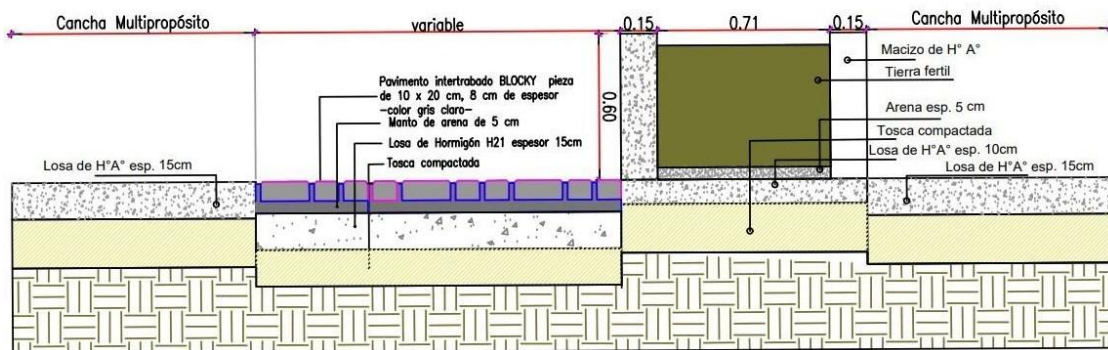 Cancha Multipropósito
variable
0.15
0.71
0.15
Cancha Multipropósito
Macizo de H° A°
Tierra fertil
Pavimento intertrabado BLOCKY pieza
de 10 x 20 cm, 8 cm de espesor
-color gris claro-
Manto de arena de 5 cm
Losa de Hormigón H21 espesor 15cm
Tosca compactada
0.60
Arena esp. 5 cm
Tosca compactada
Losa de H°A° esp. 10cm
Losa de H°A° esp. 15cm
Losa de H°A° esp. 15cm